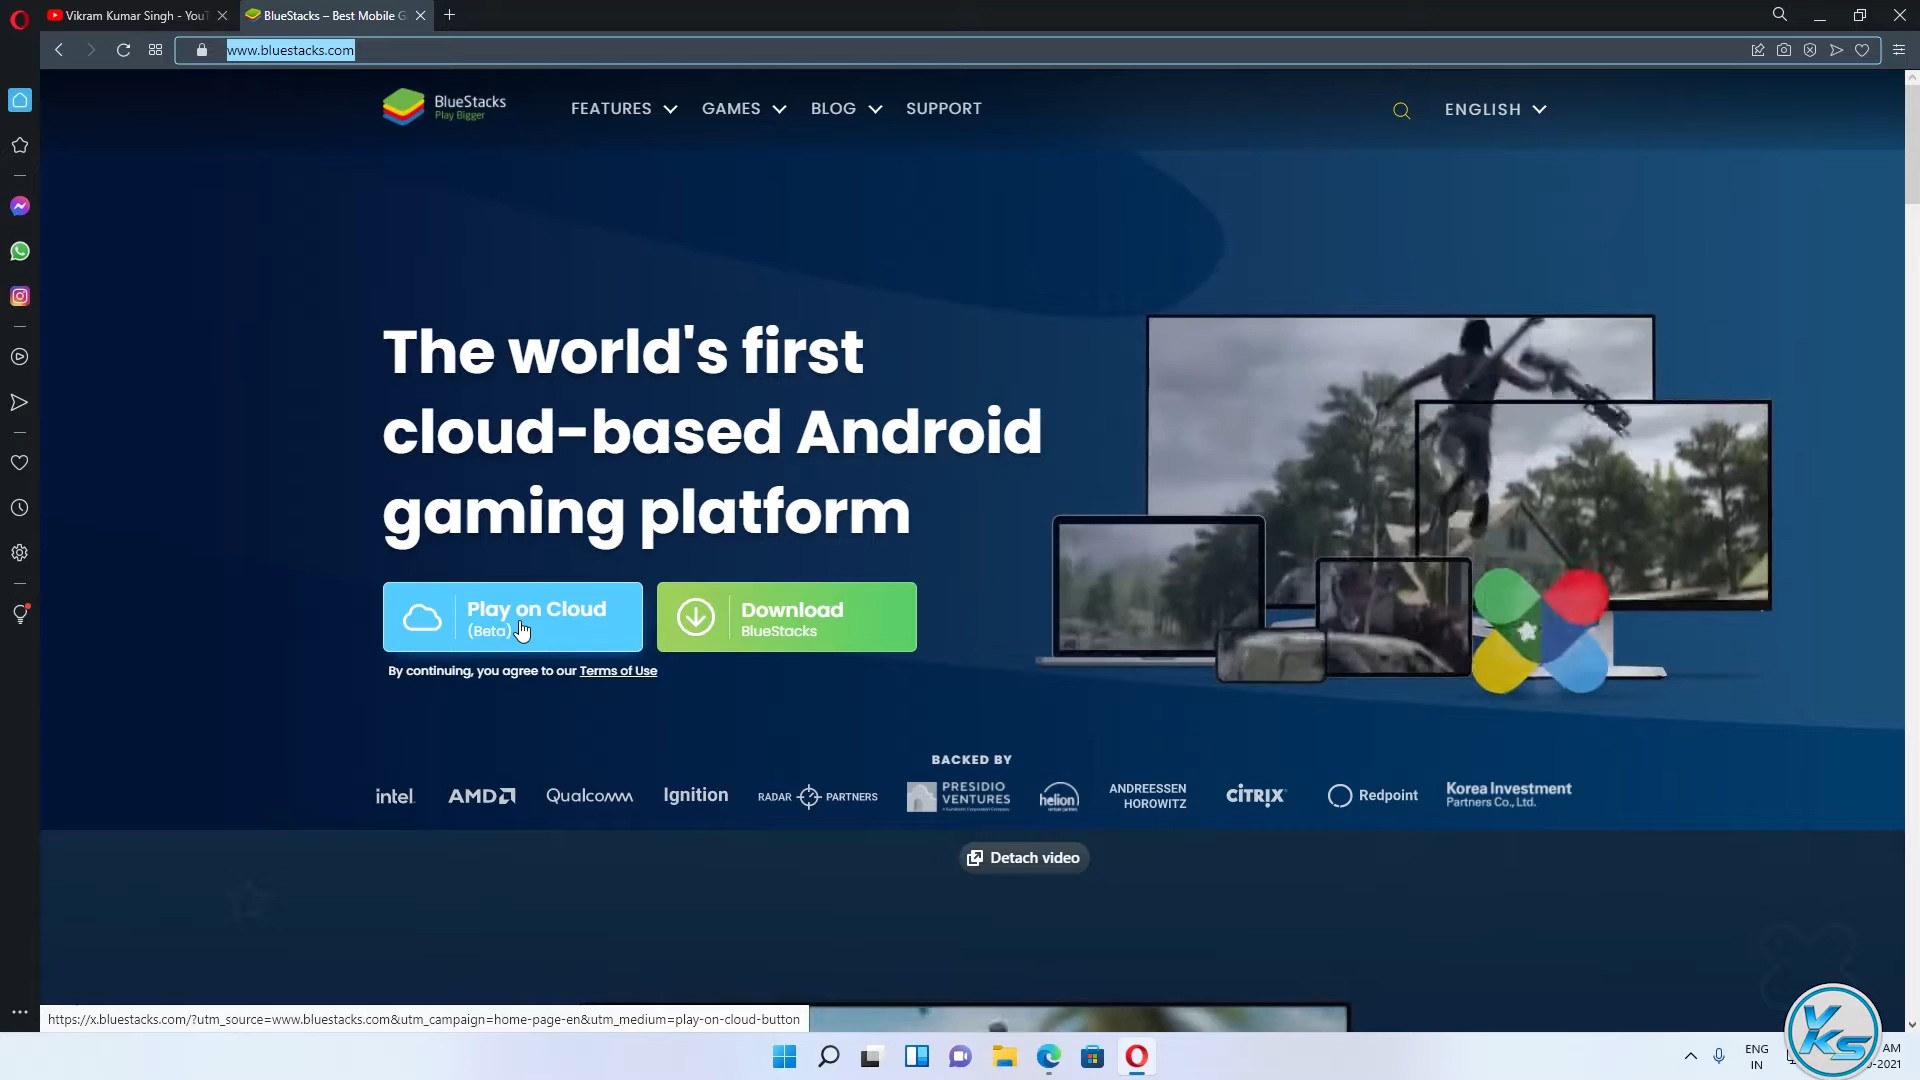 Vikram Kumar Singh - You
BlueStacks – Best Mobile G
www.bluestacks.com
BlueStacks
Play Bigger
FEATURES
GAMES
BLOG
SUPPORT
ENGLISH
The world's first
cloud-based Android
gaming platform
Play on Cloud
(Beta)
Download
BlueStacks
By continuing, you agree to our Terms of Use
BACKED BY
intel
AMD
Qualcomm
Ignition
RADAR PARTNERS
PRESIDIO
VENTURES
helion
ANDREESSEN
HOROWITZ
CITRIX
Redpoint
Korea Investment
Partners Co., Ltd.
Detach video
https://x.bluestacks.com/?utm_source=www.bluestacks.com&utm_campaign=home-page-en&utm_medium=play-on-cloud-button
ENG
IN
AM
-2021
VKS